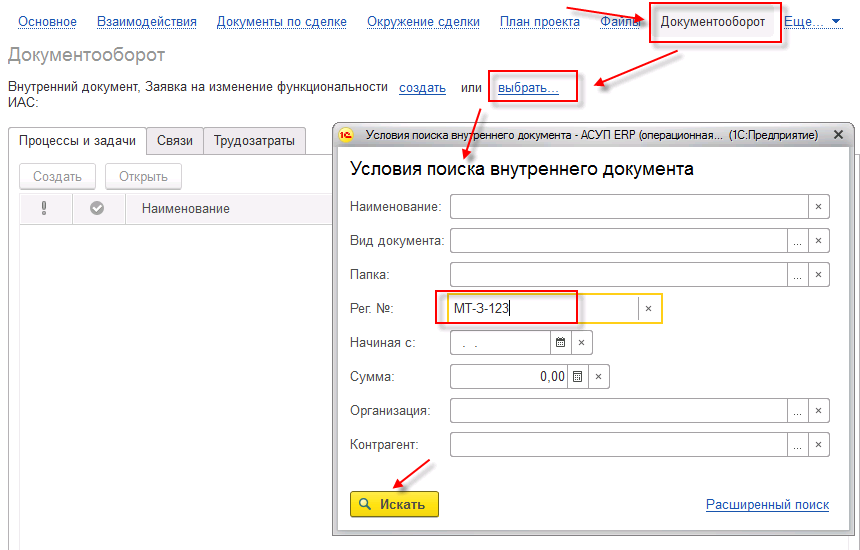 Основное Взаимодействия Документы по сделке Окружение сделки План проекта Файлы Документооборот Еще...
Документооборот
Внутренний документ, Заявка на изменение функциональности создать или выбрать...
ИАС:
Процессы и задачи Связи Трудозатраты
Создать Открыть
Наименование
1С Условия поиска внутреннего документа - АСУП ERP (операционная... (1С:Предприятие)
Условия поиска внутреннего документа
Наименование:
Вид документа:
Папка:
Рег. №: МТ-З-123
Начиная с: . .
Сумма: 0,00
Организация:
Контрагент:
Искать Расширенный поиск